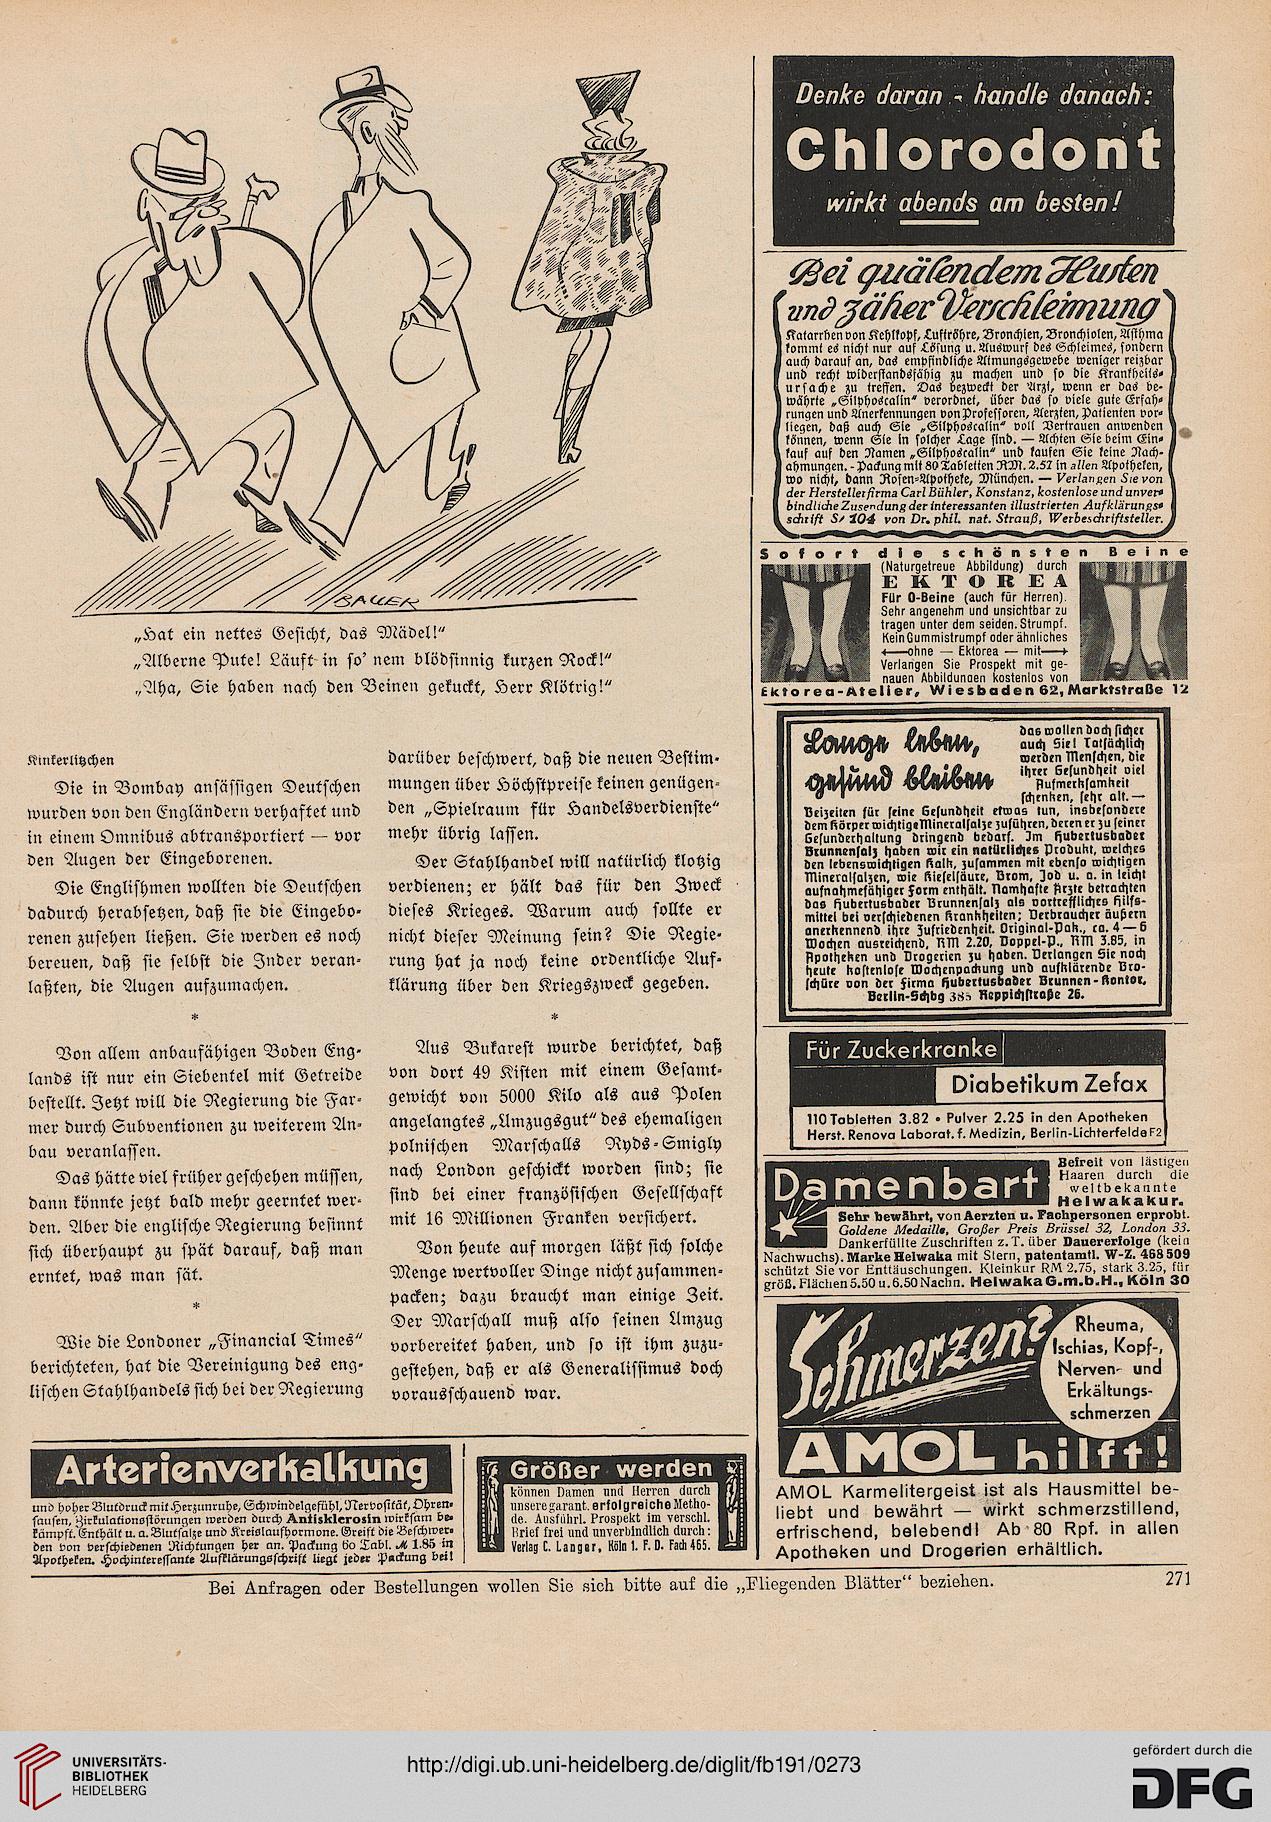 BAUER
„Hat ein nettes Gesicht, das Mädel!“
„Alberne Pute! Läuft in so’ nem blödsinnig kurzen Rock!“
„Aha, Sie haben nach den Beinen gekuckt, Herr Klötrig!“
Kinkerlitzchen
Die in Bombay ansässigen Deutschen
wurden von den Engländern verhaftet und
in einem Omnibus abtransportiert — vor
den Augen der Eingeborenen.
Die Englishmen wollten die Deutschen
dadurch herabsetzen, daß sie die Eingebo-
renen zusehen ließen. Sie werden es noch
bereuen, daß sie selbst die Inder veran-
laßten, die Augen aufzumachen.
*
Von allem anbaufähigen Boden Eng-
lands ist nur ein Siebentel mit Getreide
bestellt. Jetzt will die Regierung die Far-
mer durch Subventionen zu weiterem An-
bau veranlassen.
Das hätte viel früher geschehen müssen,
dann könnte jetzt bald mehr geerntet wer-
den. Aber die englische Regierung besinnt
sich überhaupt zu spät darauf, daß man
erntet, was man sät.
*
Wie die Londoner „Financial Times“
berichteten, hat die Vereinigung des eng-
lischen Stahlhandels sich bei der Regierung
darüber beschwert, daß die neuen Bestim-
mungen über Höchstpreise keinen genügen-
den „Spielraum für Handelsverdienste“
mehr übrig lassen.
Der Stahlhandel will natürlich klotzig
verdienen; er hält das für den Zweck
dieses Krieges. Warum auch sollte er
nicht dieser Meinung sein? Die Regie-
rung hat ja noch keine ordentliche Auf-
klärung über den Kriegszweck gegeben.
*
Aus Bukarest wurde berichtet, daß
von dort 49 Kisten mit einem Gesamt-
gewicht von 5000 Kilo als aus Polen
angelangtes „Umzugsgut“ des ehemaligen
polnischen Marschalls Ryds-Smigly
nach London geschickt worden sind; sie
sind bei einer französischen Gesellschaft
mit 16 Millionen Franken versichert.
Von heute auf morgen läßt sich solche
Menge wertvoller Dinge nicht zusammen-
packen; dazu braucht man einige Zeit.
Der Marschall muß also seinen Umzug
vorbereitet haben, und so ist ihm zuzu-
gestehen, daß er als Generalissimus doch
vorausschauend war.
Arterienverkalkung
und hoher Blutdruck mit Herzunruhe, Schwindelgefühl, Nervosität, Ohren-
sausen, Zirkulationsstörungen werden durch Antisklerosin wirksam be-
kämpft. Enthält u. a. Blutsalze und Kreislaufhormone. Greift die Beschwer-
den von verschiedenen Richtungen her an. Packung 60 Tabl. ℳ 1.85 in
Apotheken. Hochinteressante Aufklärungsschrift liegt jeder Packung bei!
Größer werden
können Damen und Herren durch
unsere garant. erfolgreiche Metho-
de. Ausführl. Prospekt im verschl.
Brief frei und unverbindlich durch:
Verlag C. Langer, Köln 1. P. O. Fach 465.
Denke daran - handle danach:
Chlorodont
wirkt abends am besten!
Bei quälendem Husten
und zäher Verschleimung
Katarrhen von Kehlkopf, Luftröhre, Bronchien, Bronchiolen, Asthma
kommt es nicht nur auf Lösung u. Auswurf des Schleimes, sondern
auch darauf an, das empfindliche Atmungsgewebe weniger reizbar
und recht widerstandsfähig zu machen und so die Krankheits-
ursache zu treffen. Das bezweckt der Arzt, wenn er das be-
währte „Silphoscalin“ verordnet, über das so viele gute Erfah-
rungen und Anerkennungen von Professoren, Aerzten, Patienten vor-
liegen, daß auch Sie „Silphoscalin“ voll Vertrauen anwenden
können, wenn Sie in solcher Lage sind. — Achten Sie beim Ein-
kauf auf den Namen „Silphoscalin“ und kaufen Sie keine Nach-
ahmungen. - Packung mit 80 Tabletten RM. 2.57 in allen Apotheken,
wo nicht, dann Rosen-Apotheke, München. — Verlangen Sie von
der Herstellerfirma Carl Bühler, Konstanz, kostenlose und unver-
bindliche Zusendung der interessanten illustrierten Aufklärungs-
schrift S/ 104 von Dr. phil. nat. Strauß, Werbeschriftsteller.
Sofort die schönsten Beine
(Naturgetreue Abbildung) durch
EKTOREA
Für O-Beine (auch für Herren).
Sehr angenehm und unsichtbar zu
tragen unter dem seiden. Strumpf.
Kein Gummistrumpf oder ähnliches
ohne — Ektorea — mit
Verlangen Sie Prospekt mit ge-
nauen Abbildungen kostenlos von
Ektorea-Atelier, Wiesbaden 62, Marktstraße 12
Lange leben,
gesund bleiben
das wollen doch sicher
auch Sie! Tatsächlich
werden Menschen, die
ihrer Gesundheit viel
Aufmerksamkeit
schenken, sehr alt. —
Beizeiten für seine Gesundheit etwas tun, insbesondere
dem Körper wichtige Mineralsalze zuführen, deren er zu seiner
Gesunderhaltung dringend bedarf. Im Hubertusbader
Brunnensalz haben wir ein natürliches Produkt, welches
den lebenswichtigen Kalk, zusammen mit ebenso wichtigen
Mineralsalzen, wie Kieselsäure, Brom, Jod u. a. in leicht
aufnahmefähiger Form enthält. Namhafte Ärzte betrachten
das Hubertusbader Brunnensalz als vortreffliches Hilfs-
mittel bei verschiedenen Krankheiten; Verbraucher äußern
anerkennend ihre Zufriedenheit. Original-Pak., ca. 4—6
Wochen ausreichend, RM 2.20, Doppel-P., RM 3.85, in
Apotheken und Drogerien zu haben. Verlangen Sie noch
heute kostenlose Wochenpackung und aufklärende Bro-
schüre von der Firma Hubertusbader Brunnen-Kontor,
Berlin-Schbg 385 Reppichstraße 26.
Für Zuckerkranke
Diabetikum Zefax
110 Tabletten 3.82 • Pulver 2.25 in den Apotheken
Herst. Renova Laborat. f. Medizin, Berlin-Lichterfelde F2
Damenbart
Befreit von lästigen
Haaren durch die
weltbekannte
Helwakakur.
Sehr bewährt, von Aerzten u. Fachpersonen erprobt.
Goldene Medaille, Großer Preis Brüssel 32, London 33.
Dankerfüllte Zuschriften z. T. über Dauererfolge (kein
Nachwuchs). Marke Helwaka mit Stern, patentamtl. W-Z. 468 509
schützt Sie vor Enttäuschungen. Kleinkur RM 2.75, stark 3.25, für
größ. Flächen 5.50 u. 6.50 Nachn. Helwaka G.m.b.H., Köln 30
Schmerzen?
Rheuma,
Ischias, Kopf-,
Nerven- und
Erkältungs-
schmerzen
AMOL hilft!
AMOL Karmelitergeist ist als Hausmittel be-
liebt und bewährt — wirkt schmerzstillend,
erfrischend, belebend! Ab 80 Rpf. in allen
Apotheken und Drogerien erhältlich.
Bei Anfragen oder Bestellungen wollen Sie sich bitte auf die „Fliegenden Blätter“ beziehen.
271
UNIVERSITÄTS-
BIBLIOTHEK
HEIDELBERG
http://digi.ub.uni-heidelberg.de/diglit/fb191/0273
gefördert durch die
DFG